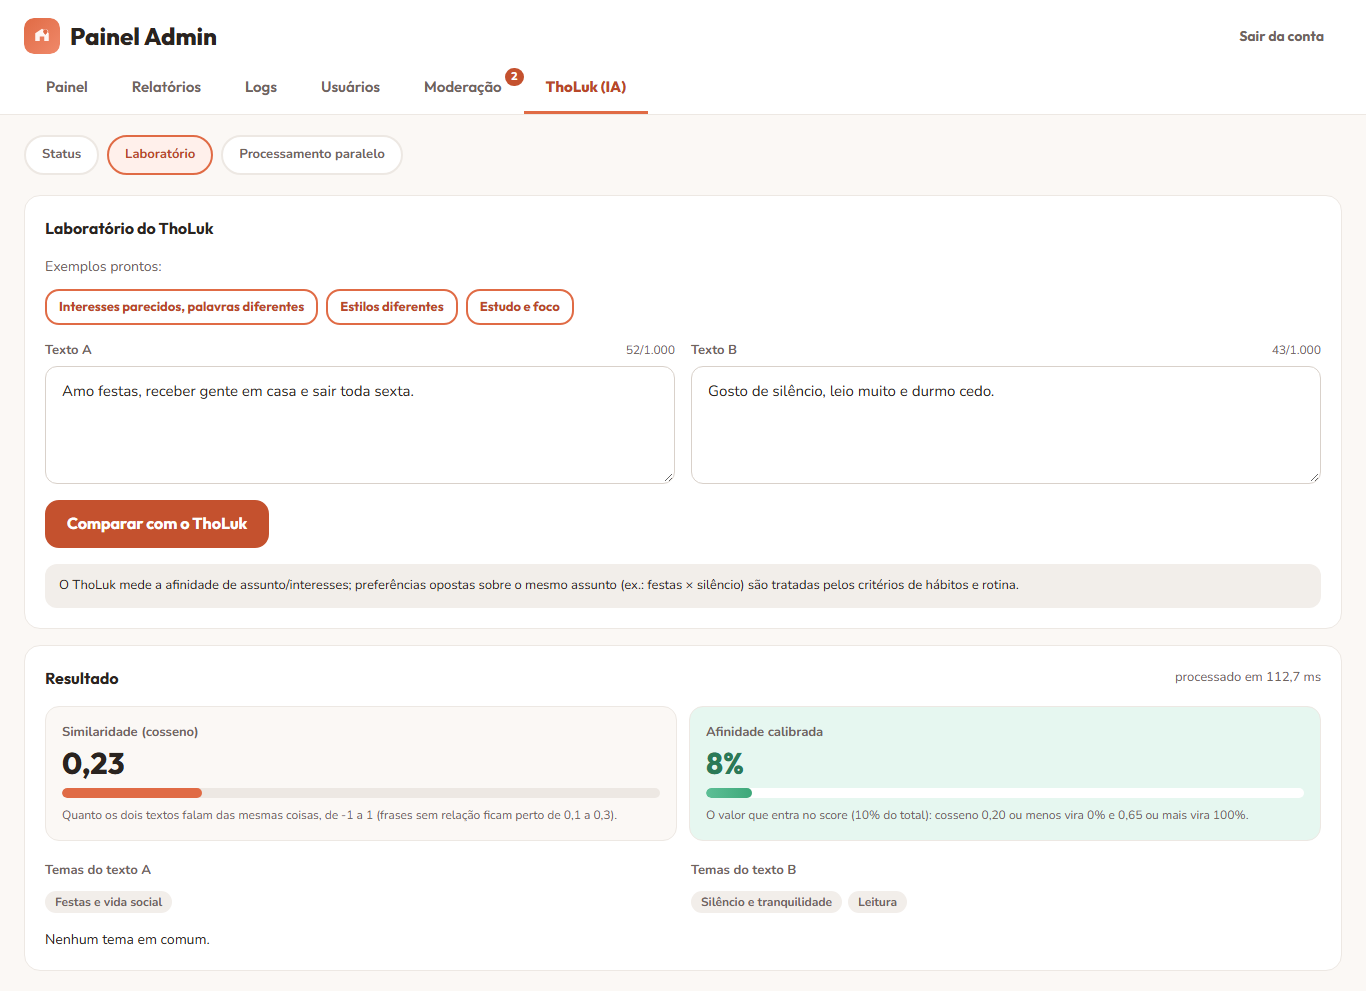 Painel Admin
Sair da conta
Painel
Relatórios
Logs
Usuários
Moderação
2
ThoLuk (IA)
Status
Laboratório
Processamento paralelo
Laboratório do ThoLuk
Exemplos prontos:
Interesses parecidos, palavras diferentes
Estilos diferentes
Estudo e foco
Texto A
52/1.000
Texto B
43/1.000
Amo festas, receber gente em casa e sair toda sexta.
Gosto de silêncio, leio muito e durmo cedo.
Comparar com o ThoLuk
O ThoLuk mede a afinidade de assunto/interesses; preferências opostas sobre o mesmo assunto (ex.: festas × silêncio) são tratadas pelos critérios de hábitos e rotina.
Resultado
processado em 112,7 ms
Similaridade (cosseno)
0,23
Quanto os dois textos falam das mesmas coisas, de -1 a 1 (frases sem relação ficam perto de 0,1 a 0,3).
Afinidade calibrada
8%
O valor que entra no score (10% do total): cosseno 0,20 ou menos vira 0% e 0,65 ou mais vira 100%.
Temas do texto A
Festas e vida social
Temas do texto B
Silêncio e tranquilidade
Leitura
Nenhum tema em comum.